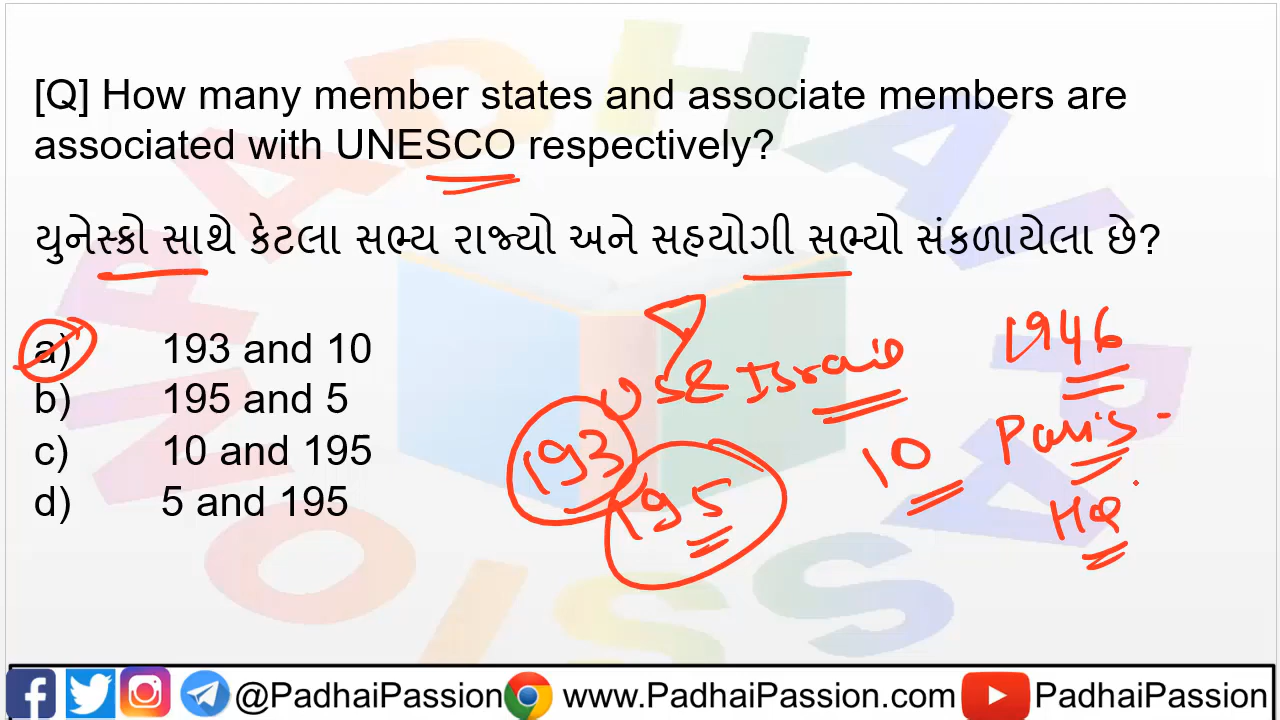 [Q] How many member states and associate members are
associated with UNESCO respectively?
યુનેસ્કો સાથે કેટલા સભ્ય રાજ્યો અને સહયોગી સભ્યો સંકળાયેલા છે?
a) 193 and 10
b) 195 and 5
c) 10 and 195
d) 5 and 195
1946
US &
193
195
10
Paris
HQ
@PadhaiPassion www.PadhaiPassion.com PadhaiPassion